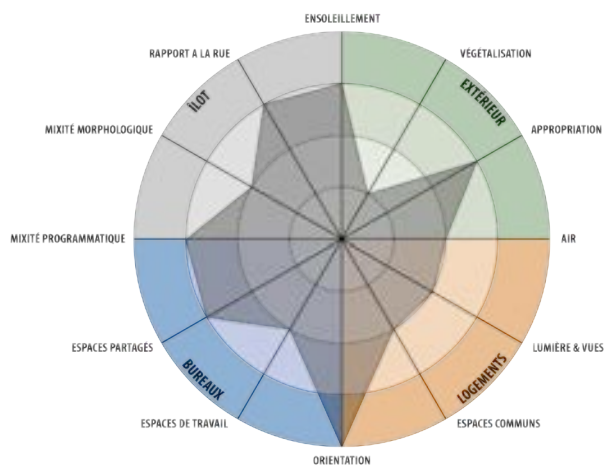 ENSOLEILLEMENT
RAPPORT A LA RUE
VÉGÉTALISATION
ÎLOT
EXTÉRIEUR
MIXITÉ MORPHOLOGIQUE
APPROPRIATION
MIXITÉ PROGRAMMATIQUE
AIR
ESPACES PARTAGÉS
LUMIÈRE & VUES
BUREAUX
LOGEMENTS
ESPACES DE TRAVAIL
ESPACES COMMUNS
ORIENTATION